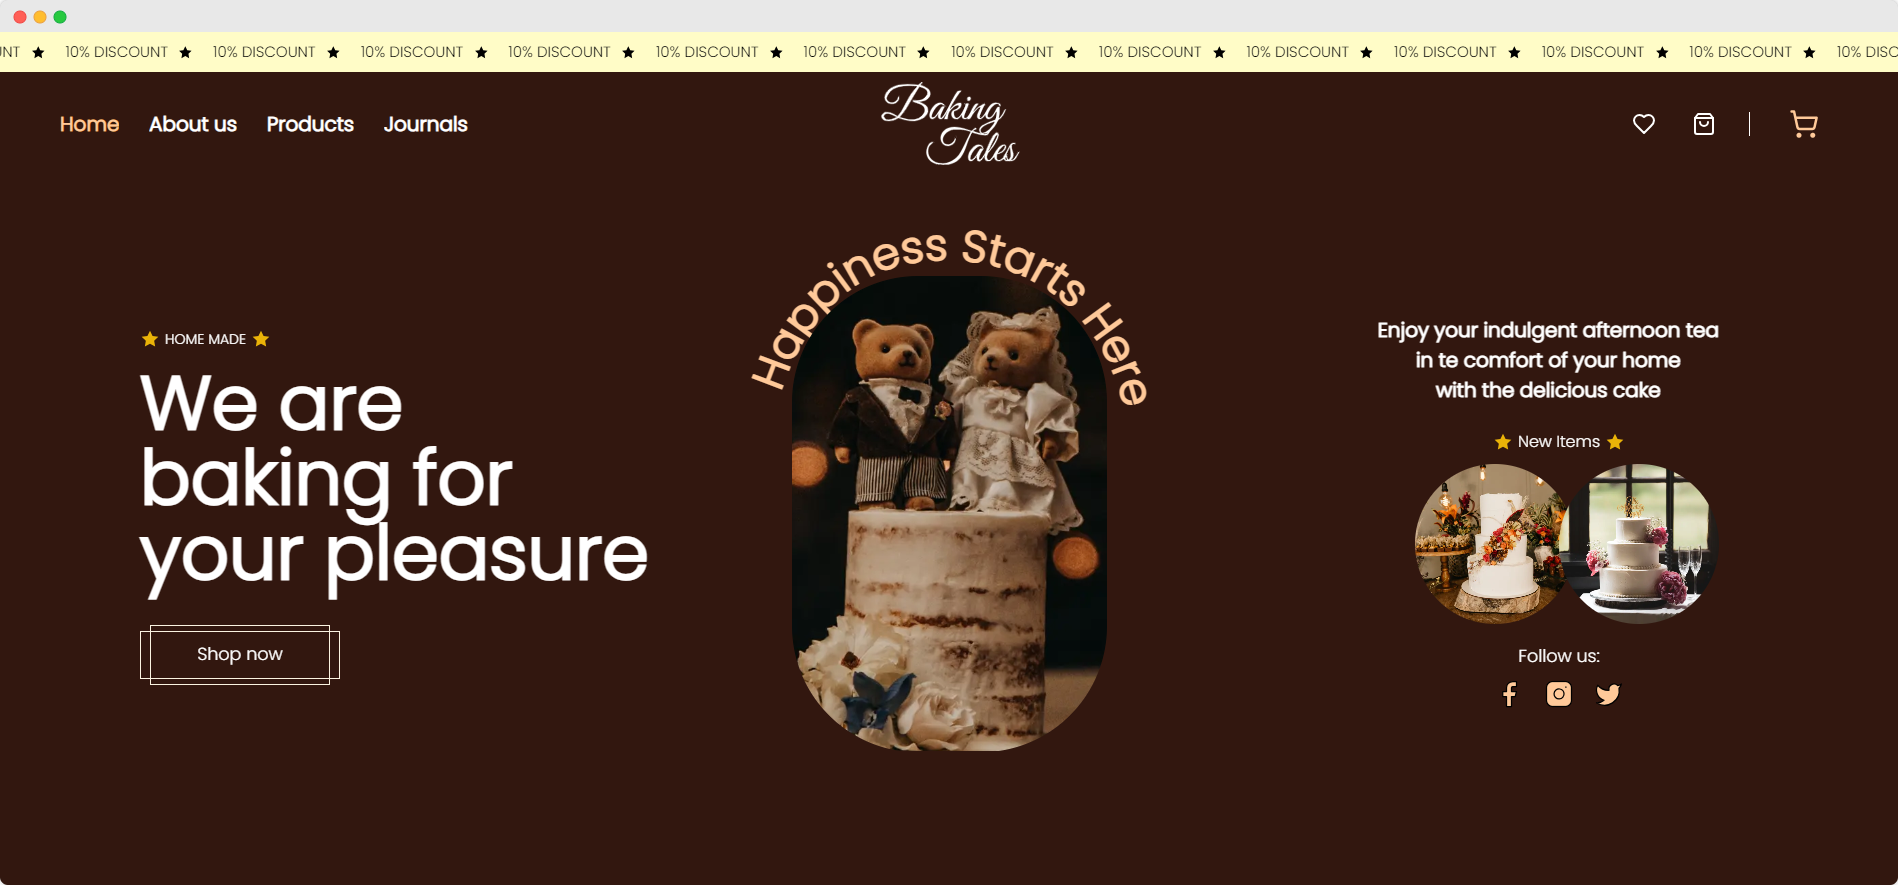 10% DISCOUNT 10% DISCOUNT 10% DISCOUNT 10% DISCOUNT 10% DISCOUNT 10% DISCOUNT 10% DISCOUNT 10% DISCOUNT 10% DISCOUNT 10% DISCOUNT 10% DISCOUNT 10% DISCOUNT
Home About us Products Journals
Baking
Tales
Happiness Starts Here
HOME MADE
We are
baking for
your pleasure
Shop now
Enjoy your indulgent afternoon tea
in te comfort of your home
with the delicious cake
New Items
Follow us: